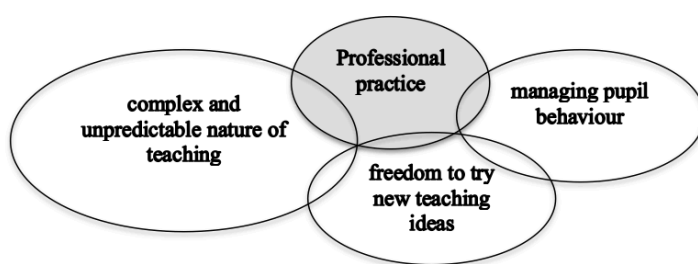 Professional
practice
complex and
unpredictable nature of
teaching
managing pupil
behaviour
freedom to try
new teaching
ideas